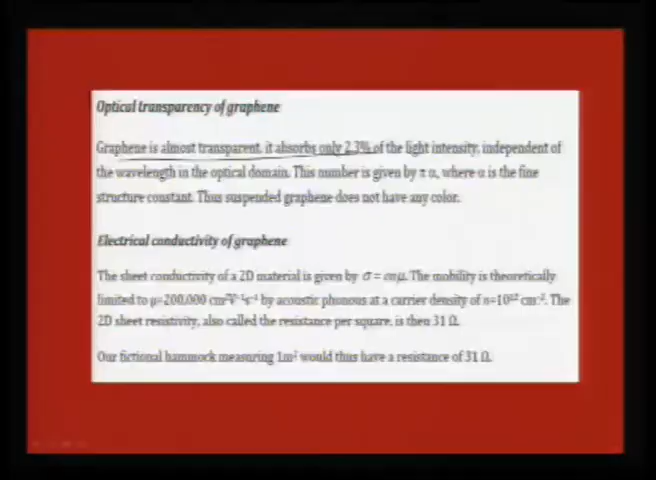 Optical transparency of graphene
Graphene is almost transparent, it absorbs only 2.3% of the light intensity, independent of
the wavelength in the optical domain. This number is given by π α, where α is the fine
structure constant. Thus suspended graphene does not have any color.
Electrical conductivity of graphene
The sheet conductivity of a 2D material is given by σ = enμ. The mobility is theoretically
limited to μ=200,000 cm²V⁻¹s⁻¹ by acoustic phonons at a carrier density of n=10¹² cm⁻². The
2D sheet resistivity, also called the resistance per square, is then 31 Ω.
Our fictional hammock measuring 1m² would thus have a resistance of 31 Ω.